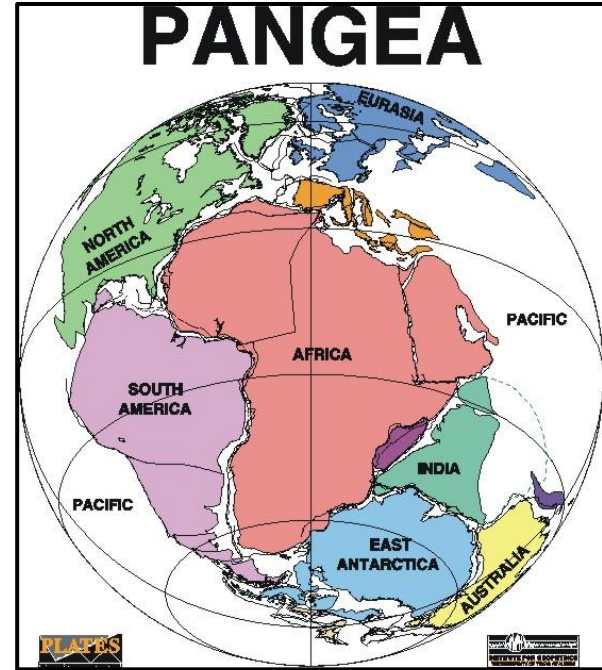 PANGEA
EURASIA
NORTH
AMERICA
PACIFIC
AFRICA
SOUTH
AMERICA
INDIA
PACIFIC
EAST
ANTARCTICA
AUSTRALIA
PLATES